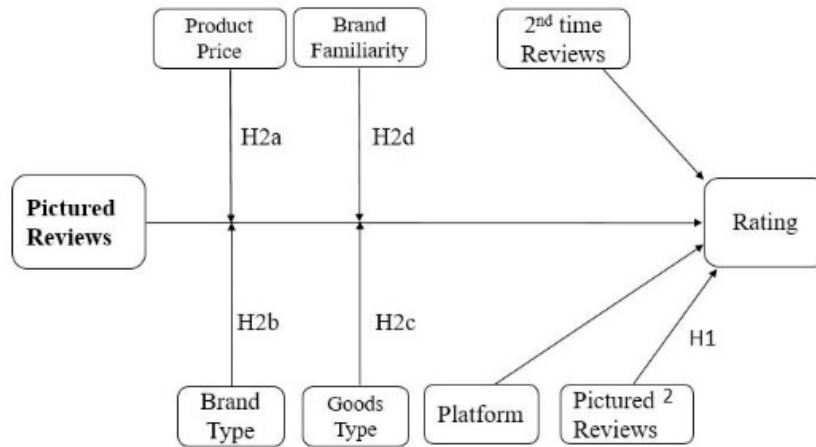 Product
Price
Brand
Familiarity
2nd time
Reviews
H2a
H2d
Pictured
Reviews
Rating
H2b
H2c
H1
Brand
Type
Goods
Type
Platform
Pictured 2
Reviews